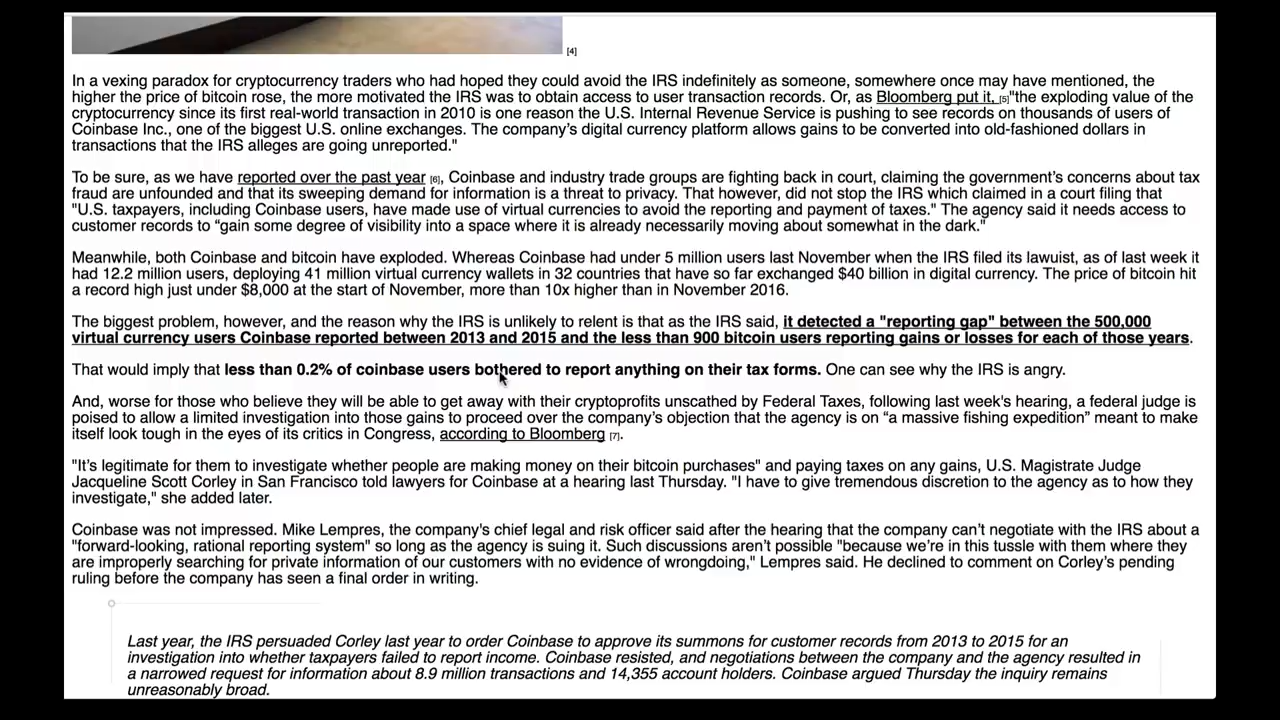 [4]
In a vexing paradox for cryptocurrency traders who had hoped they could avoid the IRS indefinitely as someone, somewhere once may have mentioned, the
higher the price of bitcoin rose, the more motivated the IRS was to obtain access to user transaction records. Or, as Bloomberg put it, [5]"the exploding value of the
cryptocurrency since its first real-world transaction in 2010 is one reason the U.S. Internal Revenue Service is pushing to see records on thousands of users of
Coinbase Inc., one of the biggest U.S. online exchanges. The company's digital currency platform allows gains to be converted into old-fashioned dollars in
transactions that the IRS alleges are going unreported."
To be sure, as we have reported over the past year [6], Coinbase and industry trade groups are fighting back in court, claiming the government's concerns about tax
fraud are unfounded and that its sweeping demand for information is a threat to privacy. That however, did not stop the IRS which claimed in a court filing that
"U.S. taxpayers, including Coinbase users, have made use of virtual currencies to avoid the reporting and payment of taxes." The agency said it needs access to
customer records to “gain some degree of visibility into a space where it is already necessarily moving about somewhat in the dark."
Meanwhile, both Coinbase and bitcoin have exploded. Whereas Coinbase had under 5 million users last November when the IRS filed its lawuist, as of last week it
had 12.2 million users, deploying 41 million virtual currency wallets in 32 countries that have so far exchanged $40 billion in digital currency. The price of bitcoin hit
a record high just under $8,000 at the start of November, more than 10x higher than in November 2016.
The biggest problem, however, and the reason why the IRS is unlikely to relent is that as the IRS said, it detected a "reporting gap" between the 500,000
virtual currency users Coinbase reported between 2013 and 2015 and the less than 900 bitcoin users reporting gains or losses for each of those years.
That would imply that less than 0.2% of coinbase users bothered to report anything on their tax forms. One can see why the IRS is angry.
And, worse for those who believe they will be able to get away with their cryptoprofits unscathed by Federal Taxes, following last week's hearing, a federal judge is
poised to allow a limited investigation into those gains to proceed over the company's objection that the agency is on “a massive fishing expedition” meant to make
itself look tough in the eyes of its critics in Congress, according to Bloomberg [7].
"It's legitimate for them to investigate whether people are making money on their bitcoin purchases" and paying taxes on any gains, U.S. Magistrate Judge
Jacqueline Scott Corley in San Francisco told lawyers for Coinbase at a hearing last Thursday. "I have to give tremendous discretion to the agency as to how they
investigate," she added later.
Coinbase was not impressed. Mike Lempres, the company's chief legal and risk officer said after the hearing that the company can't negotiate with the IRS about a
"forward-looking, rational reporting system" so long as the agency is suing it. Such discussions aren't possible "because we're in this tussle with them where they
are improperly searching for private information of our customers with no evidence of wrongdoing," Lempres said. He declined to comment on Corley's pending
ruling before the company has seen a final order in writing.
Last year, the IRS persuaded Corley last year to order Coinbase to approve its summons for customer records from 2013 to 2015 for an
investigation into whether taxpayers failed to report income. Coinbase resisted, and negotiations between the company and the agency resulted in
a narrowed request for information about 8.9 million transactions and 14,355 account holders. Coinbase argued Thursday the inquiry remains
unreasonably broad.